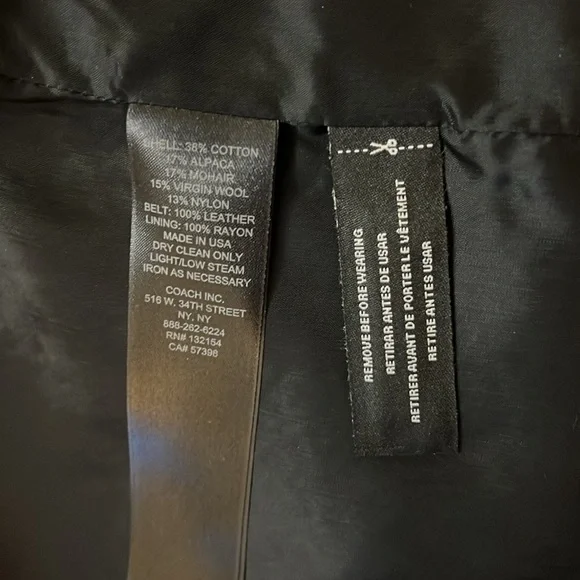 SHELL: 38% COTTON
17% ALPACA
17% MOHAIR
15% VIRGIN WOOL
13% NYLON
BELT: 100% LEATHER
LINING: 100% RAYON
MADE IN USA
DRY CLEAN ONLY
LIGHT/LOW STEAM
IRON AS NECESSARY
COACH INC.
516 W. 34TH STREET
NY, NY
888-262-6224
RN# 132154
CA# 57398
REMOVE BEFORE WEARING
RETIRAR ANTES DE USAR
RETIRER AVANT DE PORTER LE VÊTEMENT
RETIRE ANTES USAR